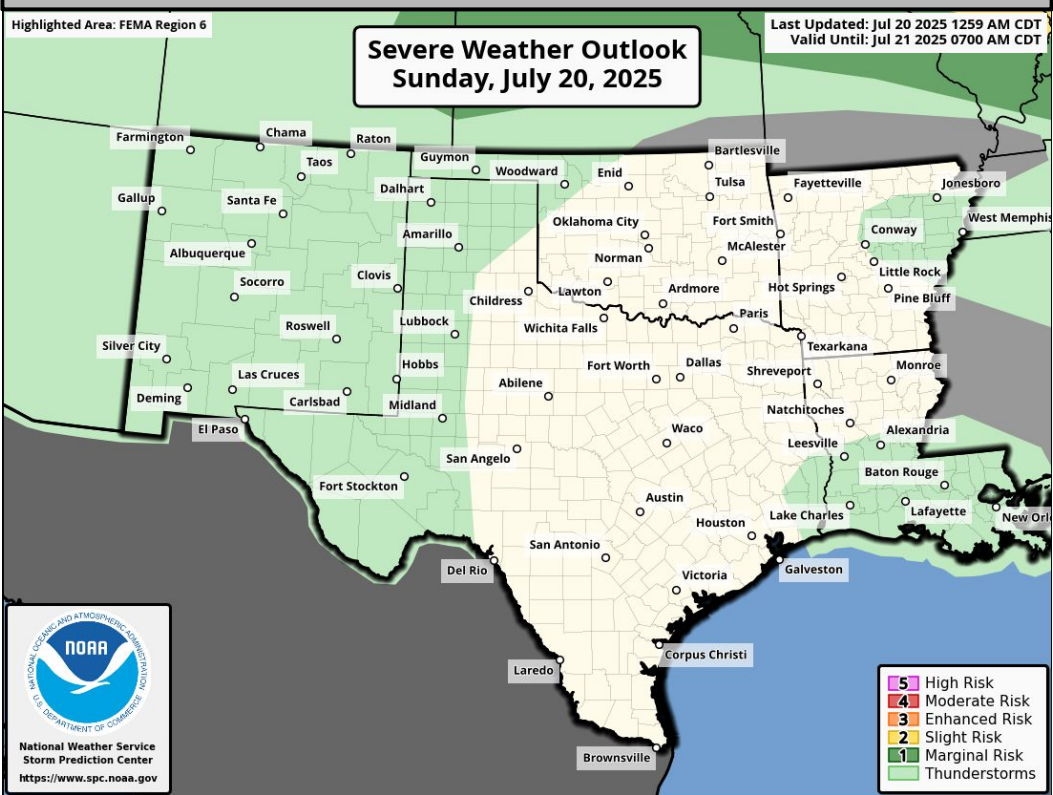 Highlighted Area: FEMA Region 6
Last Updated: Jul 20 2025 1259 AM CDT
Valid Until: Jul 21 2025 0700 AM CDT
Severe Weather Outlook
Sunday, July 20, 2025
Farmington
Chama
Raton
Taos
Guymon
Woodward
Enid
Bartlesville
Tulsa
Fayetteville
Jonesboro
Gallup
Santa Fe
Dalhart
Oklahoma City
Fort Smith
West Memphis
Conway
Albuquerque
Amarillo
Norman
McAlester
Socorro
Clovis
Childress
Lawton
Ardmore
Hot Springs
Little Rock
Pine Bluff
Roswell
Lubbock
Wichita Falls
Paris
Texarkana
Silver City
Las Cruces
Hobbs
Fort Worth
Dallas
Shreveport
Monroe
Deming
Carlsbad
Midland
Abilene
Natchitoches
El Paso
San Angelo
Waco
Leesville
Alexandria
Fort Stockton
Baton Rouge
Austin
Houston
Lake Charles
Lafayette
New Orl
San Antonio
Del Rio
Victoria
Galveston
Laredo
Corpus Christi
Brownsville
NATIONAL OCEANIC AND ATMOSPHERIC ADMINISTRATION
NOAA
U.S. DEPARTMENT OF COMMERCE
National Weather Service
Storm Prediction Center
https://www.spc.noaa.gov
5 High Risk
4 Moderate Risk
3 Enhanced Risk
2 Slight Risk
1 Marginal Risk
Thunderstorms